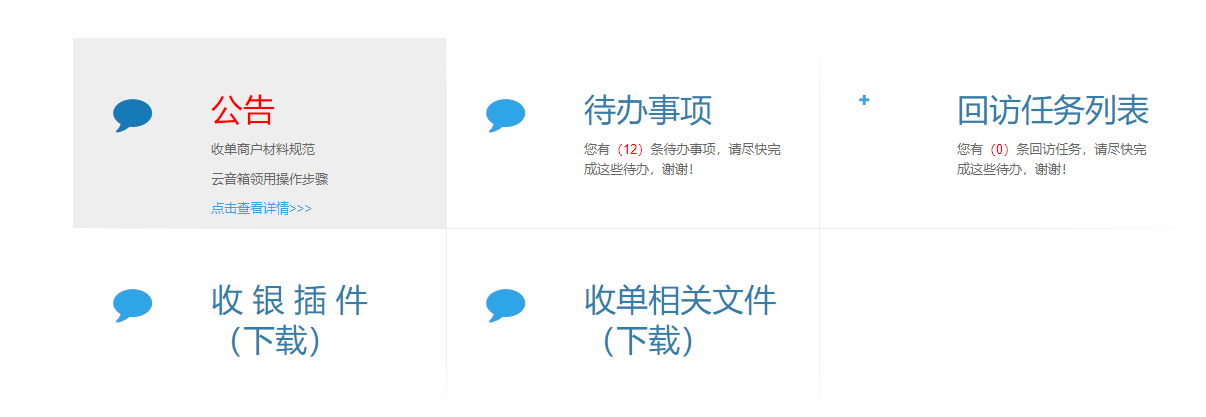 公告
收单商户材料规范
云音箱领用操作步骤
点击查看详情>>>
待办事项
您有（12）条待办事项，请尽快完
成这些待办，谢谢！
回访任务列表
您有（0）条回访任务，请尽快完
成这些待办，谢谢！
收 银 插 件
（下载）
收单相关文件
（下载）